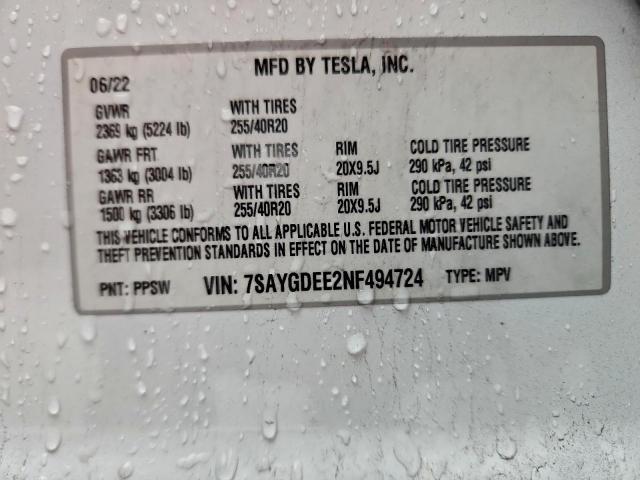 MFD BY TESLA, INC.
06/22
GVWR WITH TIRES
2369 kg (5224 lb) 255/40R20
GAWR FRT WITH TIRES RIM COLD TIRE PRESSURE
1363 kg (3004 lb) 255/40R20 20X9.5J 290 kPa, 42 psi
GAWR RR WITH TIRES RIM COLD TIRE PRESSURE
1500 kg (3306 lb) 255/40R20 20X9.5J 290 kPa, 42 psi
THIS VEHICLE CONFORMS TO ALL APPLICABLE U.S. FEDERAL MOTOR VEHICLE SAFETY AND
THEFT PREVENTION STANDARDS IN EFFECT ON THE DATE OF MANUFACTURE SHOWN ABOVE.
PNT: PPSW VIN: 7SAYGDEE2NF494724 TYPE: MPV